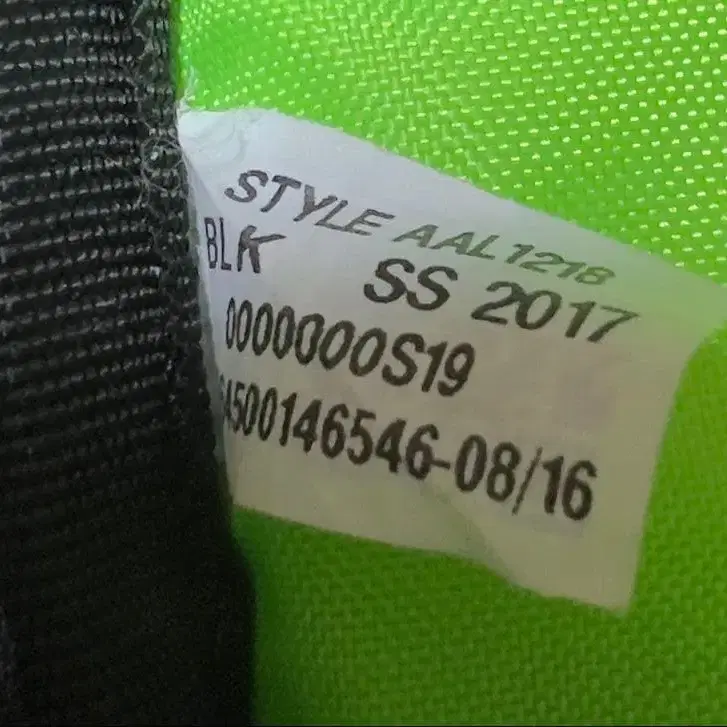 STYLE AAL1218
BLK SS 2017
0000000S19
4500146546-08/16